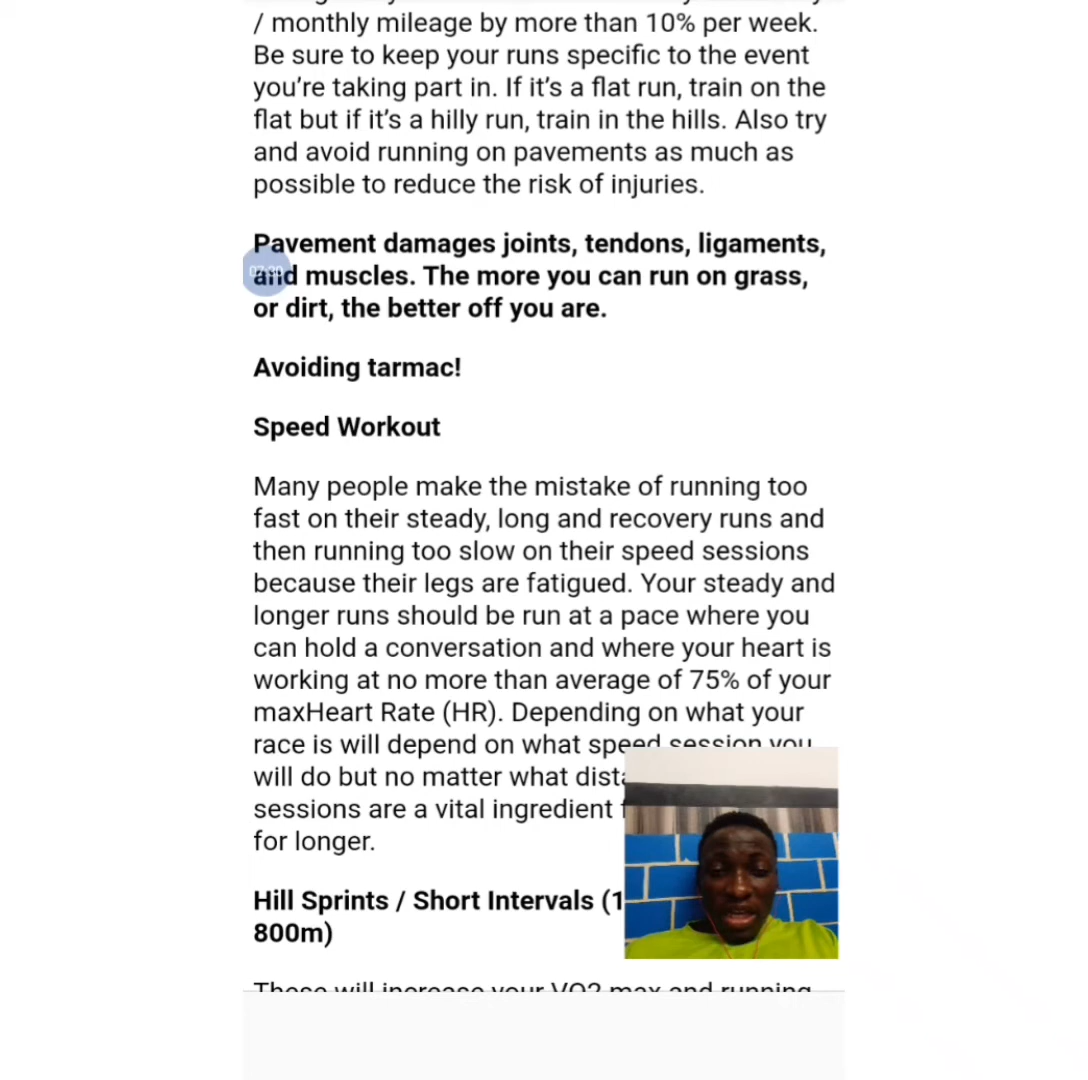 / monthly mileage by more than 10% per week.
Be sure to keep your runs specific to the event
you're taking part in. If it's a flat run, train on the
flat but if it's a hilly run, train in the hills. Also try
and avoid running on pavements as much as
possible to reduce the risk of injuries.
Pavement damages joints, tendons, ligaments,
and muscles. The more you can run on grass,
or dirt, the better off you are.
Avoiding tarmac!
Speed Workout
Many people make the mistake of running too
fast on their steady, long and recovery runs and
then running too slow on their speed sessions
because their legs are fatigued. Your steady and
longer runs should be run at a pace where you
can hold a conversation and where your heart is
working at no more than average of 75% of your
maxHeart Rate (HR). Depending on what your
race is will depend on what speed session you
will do but no matter what
sessions are a vital ingredient
for longer.
Hill Sprints / Short Intervals (1
800m)
These will increase your VO2 max and running